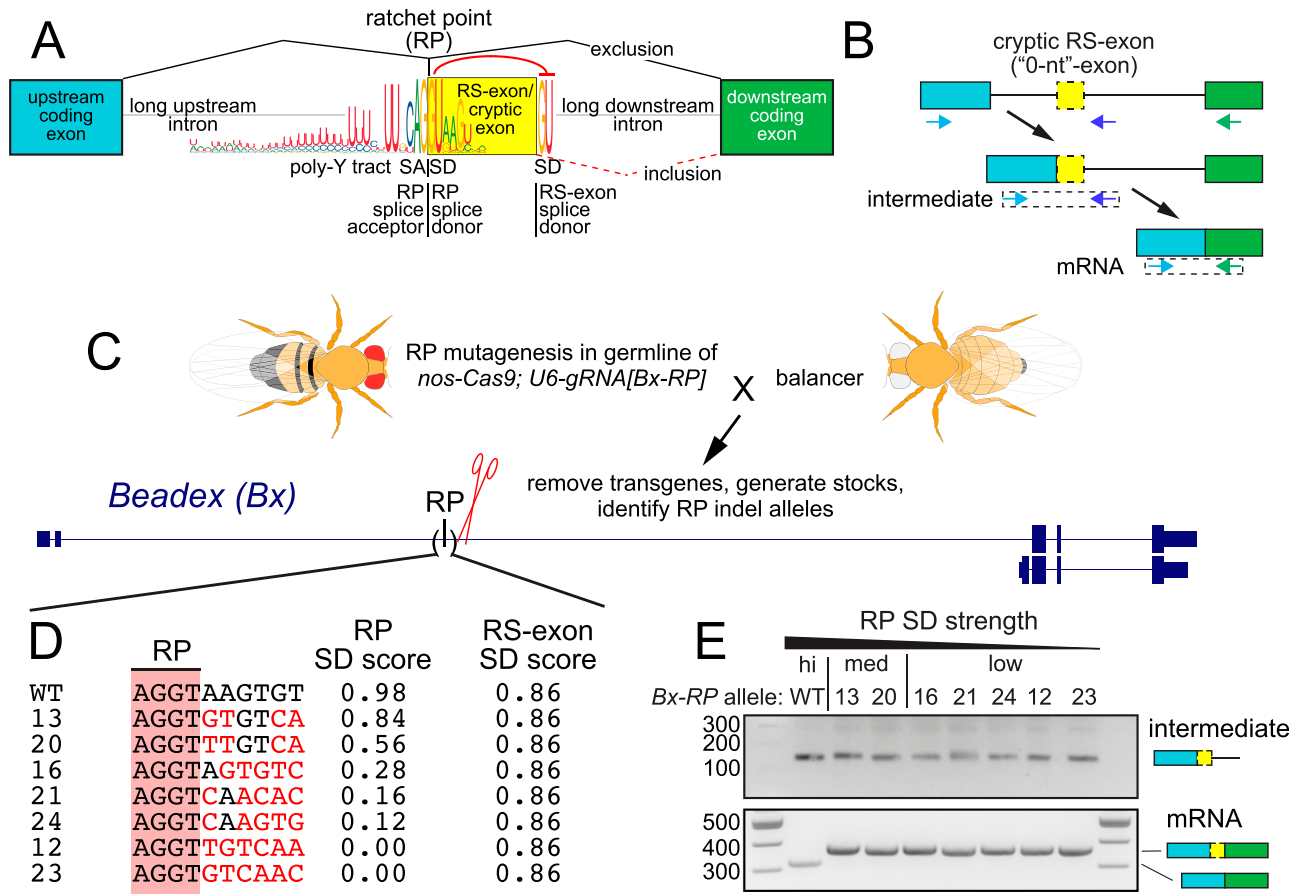 A
ratchet point
(RP)
exclusion
upstream
coding
exon
long upstream
intron
RS-exon/
cryptic
exon
long downstream
intron
downstream
coding
exon
poly-Y tract
SA
SD
SD
inclusion
RP
splice
acceptor
RP
splice
donor
RS-exon
splice
donor
B
cryptic RS-exon
("0-nt"-exon)
intermediate
mRNA
C
RP mutagenesis in germline of
nos-Cas9; U6-gRNA[Bx-RP]
X
balancer
remove transgenes, generate stocks,
identify RP indel alleles
Beadex (Bx)
RP
( )
D
RP
RP
SD score
RS-exon
SD score
WT AGGTAAGTGT 0.98 0.86
13 AGGTGTGTCA 0.84 0.86
20 AGGTTTGTCA 0.56 0.86
16 AGGTAGTGTC 0.28 0.86
21 AGGTCAACAC 0.16 0.86
24 AGGTCAAGTG 0.12 0.86
12 AGGTTGTCAA 0.00 0.86
23 AGGTGTCAAC 0.00 0.86
E
RP SD strength
hi med low
Bx-RP allele: WT 13 20 16 21 24 12 23
300
200
100
intermediate
500
400
300
mRNA